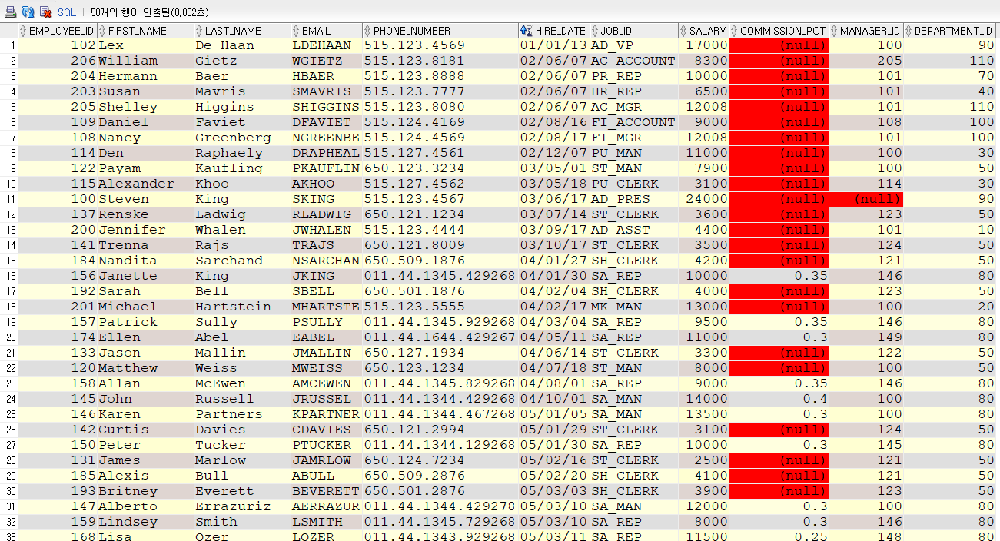 SQL | 50개의 행이 인출됨(0,002초)
EMPLOYEE_ID FIRST_NAME LAST_NAME EMAIL PHONE_NUMBER HIRE_DATE JOB_ID SALARY COMMISSION_PCT MANAGER_ID DEPARTMENT_ID
1 102 Lex De Haan LDEHAAN 515.123.4569 01/01/13 AD_VP 17000 (null) 100 90
2 206 William Gietz WGIETZ 515.123.8181 02/06/07 AC_ACCOUNT 8300 (null) 205 110
3 204 Hermann Baer HBAER 515.123.8888 02/06/07 PR_REP 10000 (null) 101 70
4 203 Susan Mavris SMAVRIS 515.123.7777 02/06/07 HR_REP 6500 (null) 101 40
5 205 Shelley Higgins SHIGGINS 515.123.8080 02/06/07 AC_MGR 12008 (null) 101 110
6 109 Daniel Faviet DFAVIET 515.124.4169 02/08/16 FI_ACCOUNT 9000 (null) 108 100
7 108 Nancy Greenberg NGREENBE 515.124.4569 02/08/17 FI_MGR 12008 (null) 101 100
8 114 Den Raphaely DRAPHEAL 515.127.4561 02/12/07 PU_MAN 11000 (null) 100 30
9 122 Payam Kaufling PKAUFLIN 650.123.3234 03/05/01 ST_MAN 7900 (null) 100 50
10 115 Alexander Khoo AKHOO 515.127.4562 03/05/18 PU_CLERK 3100 (null) 114 30
11 100 Steven King SKING 515.123.4567 03/06/17 AD_PRES 24000 (null) (null) 90
12 137 Renske Ladwig RLADWIG 650.121.1234 03/07/14 ST_CLERK 3600 (null) 123 50
13 200 Jennifer Whalen JWHALEN 515.123.4444 03/09/17 AD_ASST 4400 (null) 101 10
14 141 Trenna Rajs TRAJS 650.121.8009 03/10/17 ST_CLERK 3500 (null) 124 50
15 184 Nandita Sarchand NSARCHAN 650.509.1876 04/01/27 SH_CLERK 4200 (null) 121 50
16 156 Janette King JKING 011.44.1345.429268 04/01/30 SA_REP 10000 0.35 146 80
17 192 Sarah Bell SBELL 650.501.1876 04/02/04 SH_CLERK 4000 (null) 123 50
18 201 Michael Hartstein MHARTSTE 515.123.5555 04/02/17 MK_MAN 13000 (null) 100 20
19 157 Patrick Sully PSULLY 011.44.1345.929268 04/03/04 SA_REP 9500 0.35 146 80
20 174 Ellen Abel EABEL 011.44.1644.429267 04/05/11 SA_REP 11000 0.3 149 80
21 133 Jason Mallin JMALLIN 650.127.1934 04/06/14 ST_CLERK 3300 (null) 122 50
22 120 Matthew Weiss MWEISS 650.123.1234 04/07/18 ST_MAN 8000 (null) 100 50
23 158 Allan McEwen AMCEWEN 011.44.1345.829268 04/08/01 SA_REP 9000 0.35 146 80
24 145 John Russell JRUSSEL 011.44.1344.429268 04/10/01 SA_MAN 14000 0.4 100 80
25 146 Karen Partners KPARTNER 011.44.1344.467268 05/01/05 SA_MAN 13500 0.3 100 80
26 142 Curtis Davies CDAVIES 650.121.2994 05/01/29 ST_CLERK 3100 (null) 124 50
27 150 Peter Tucker PTUCKER 011.44.1344.129268 05/01/30 SA_REP 10000 0.3 145 80
28 131 James Marlow JAMRLOW 650.124.7234 05/02/16 ST_CLERK 2500 (null) 121 50
29 185 Alexis Bull ABULL 650.509.2876 05/02/20 SH_CLERK 4100 (null) 121 50
30 193 Britney Everett BEVERETT 650.501.2876 05/03/03 SH_CLERK 3900 (null) 123 50
31 147 Alberto Errazuriz AERRAZUR 011.44.1344.429278 05/03/10 SA_MAN 12000 0.3 100 80
32 159 Lindsey Smith LSMITH 011.44.1345.729268 05/03/10 SA_REP 8000 0.3 146 80
33 168 Lisa Ozer LOZER 011.44.1343.929268 05/03/11 SA_REP 11500 0.25 148 80